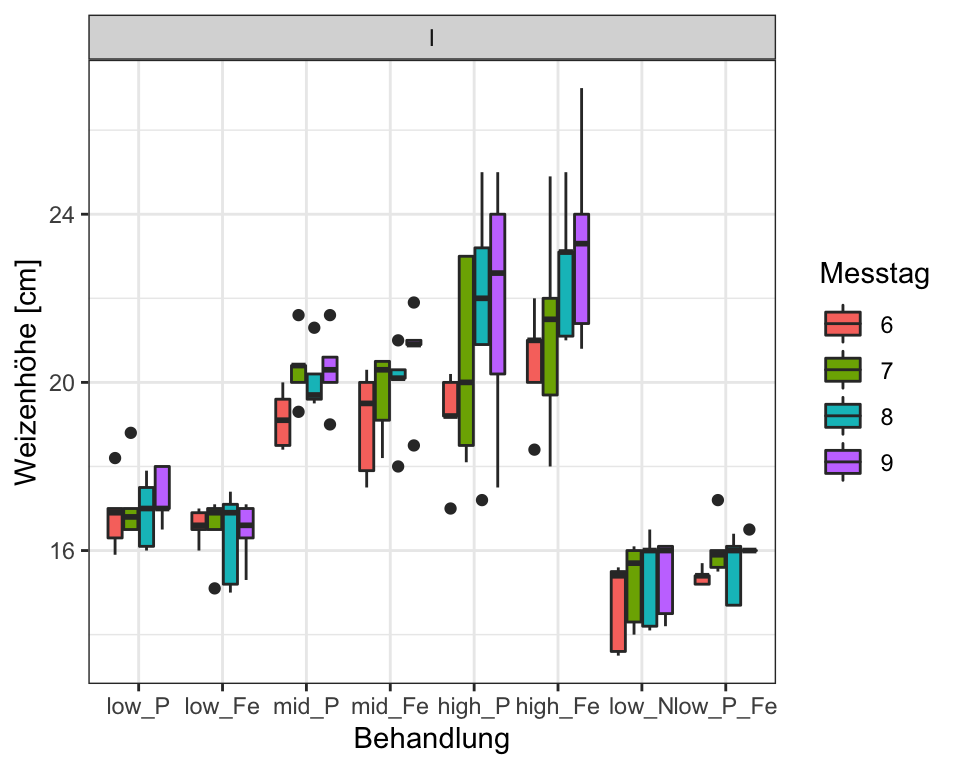 I
Weizenhöhe [cm]
24
20
16
low_P low_Fe mid_P mid_Fe high_P high_Fe low_N low_P_Fe
Behandlung
Messtag
6
7
8
9